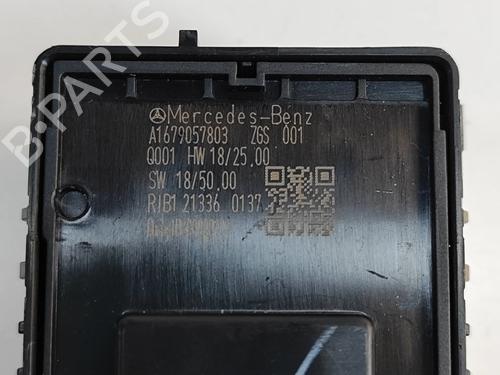 Mercedes-Benz
A1679057803 ZGS 001
Q001 HW 18/25,00
SW 18/50,00
RJB1 21336 0137
B-PARTS